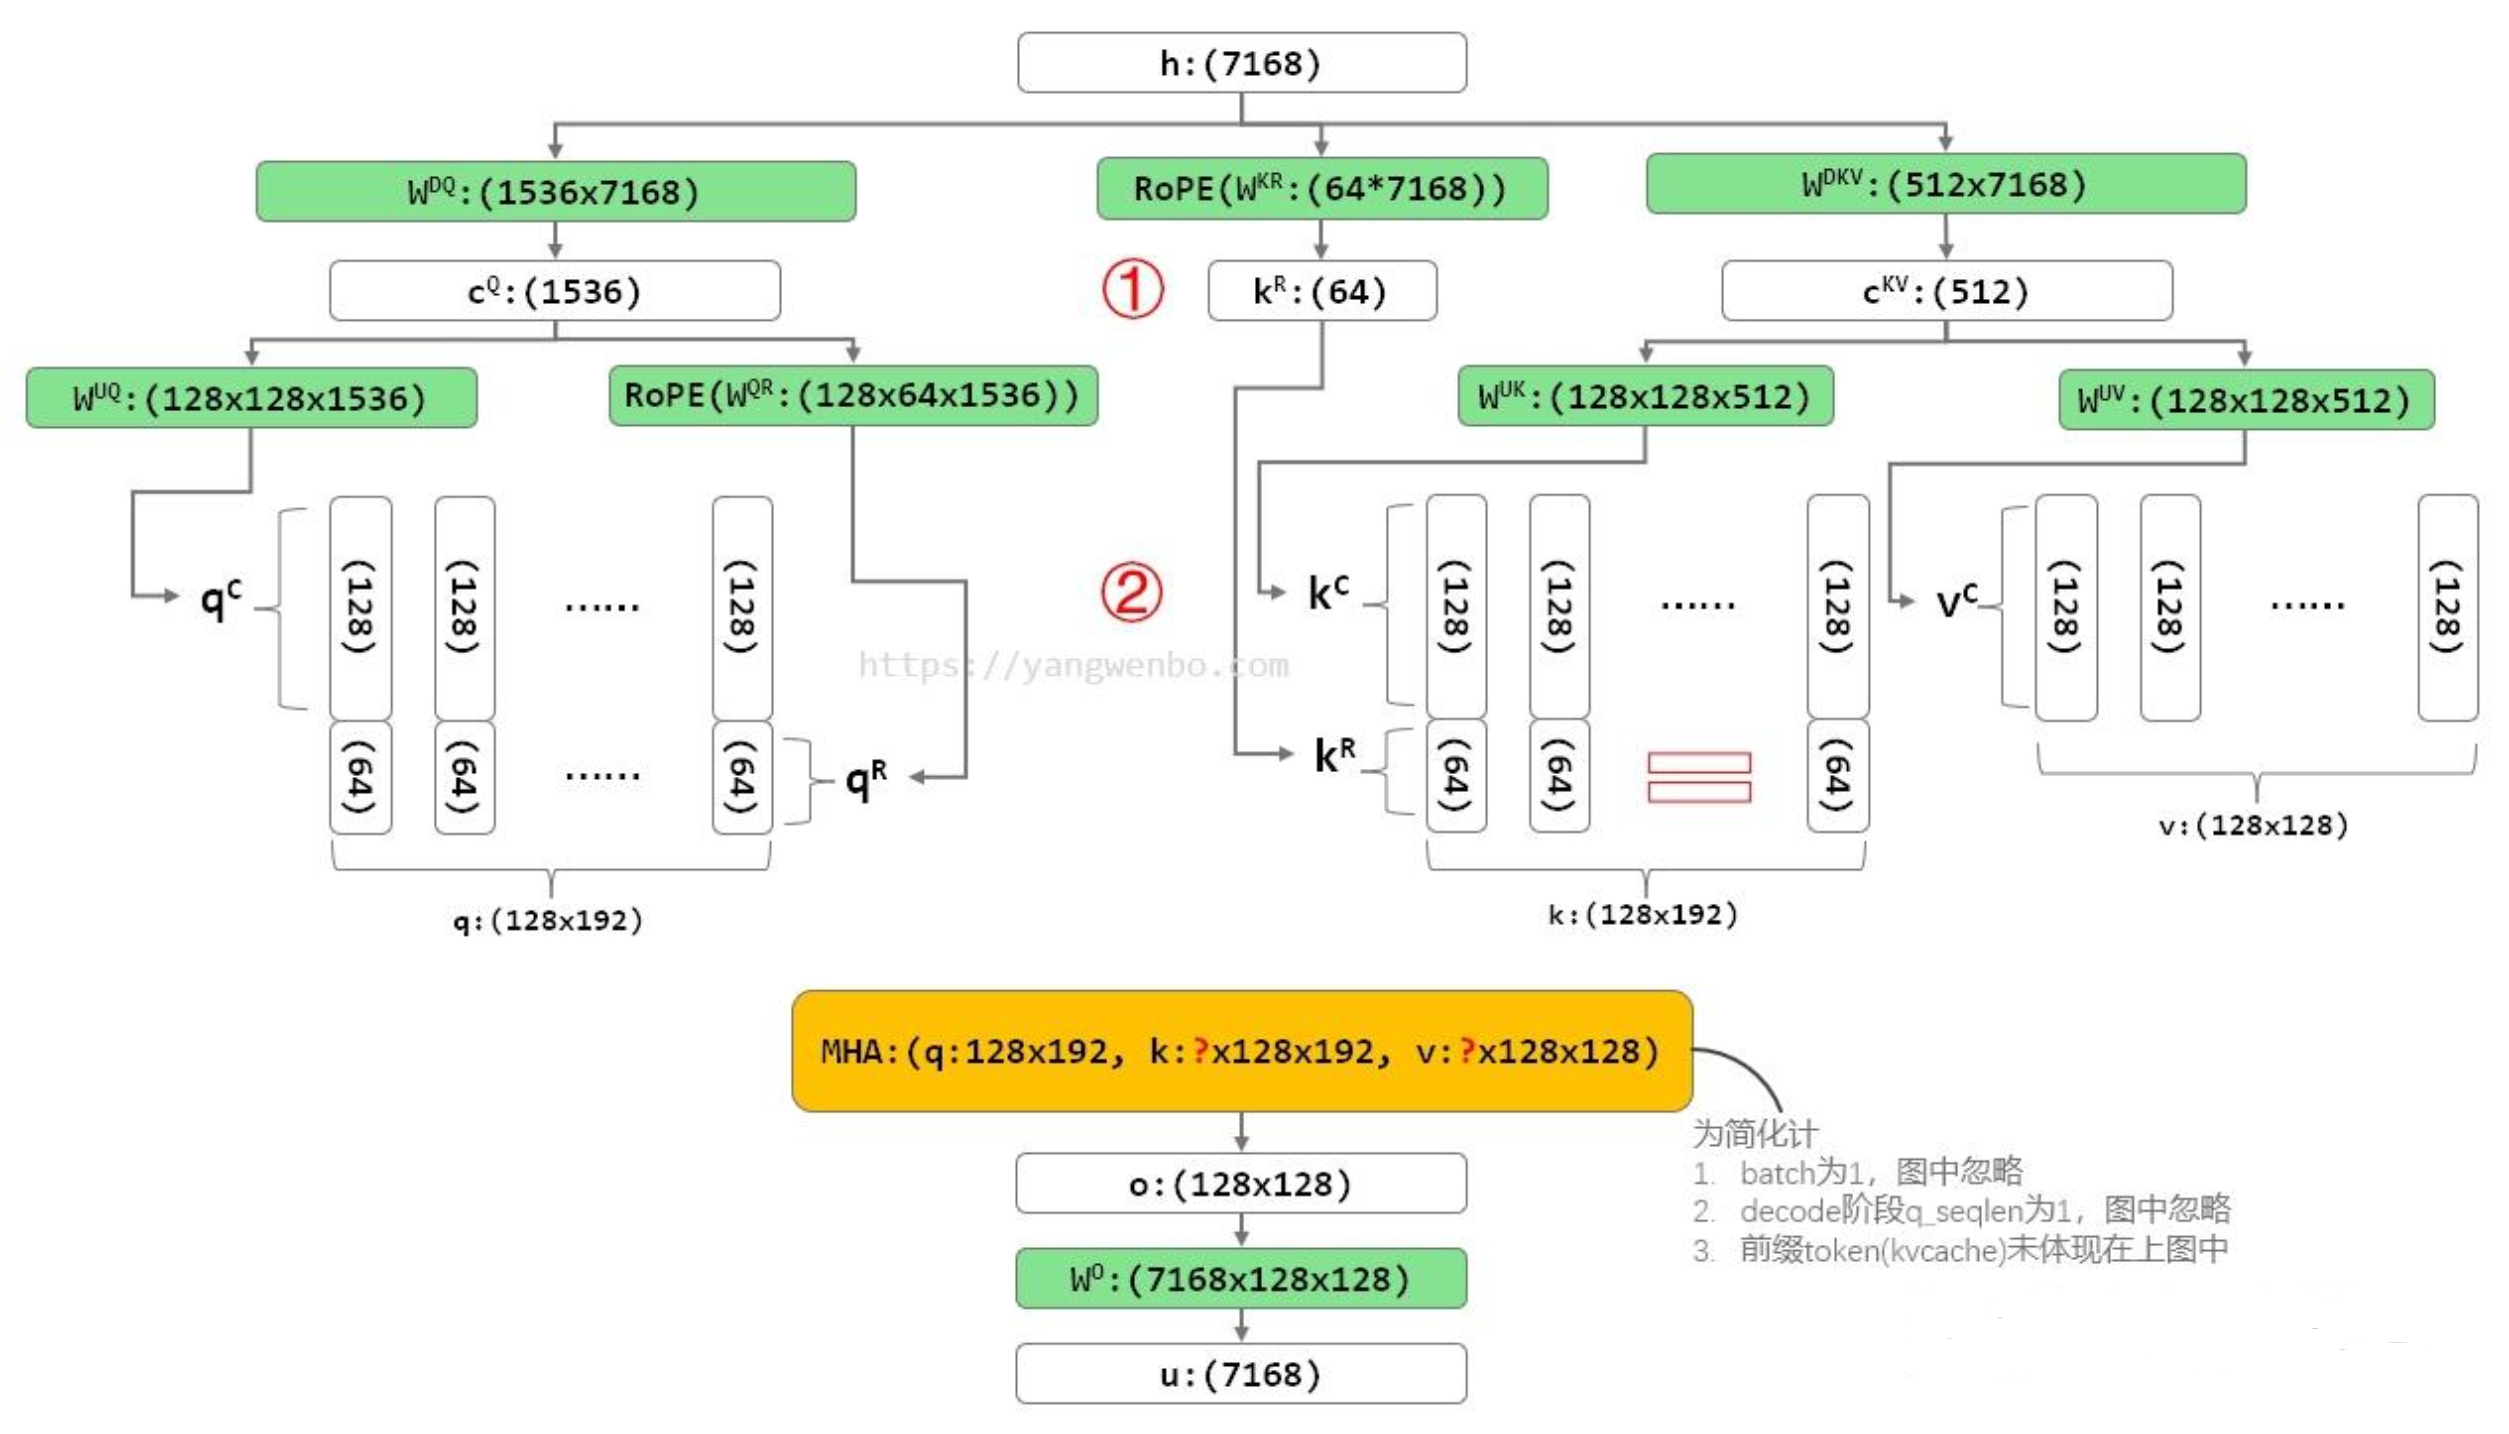 h:(7168)
W^DQ:(1536x7168)
RoPE(W^KR:(64*7168))
W^DKV:(512x7168)
c^Q:(1536)
①
k^R:(64)
c^KV:(512)
W^UQ:(128x128x1536)
RoPE(W^QR:(128x64x1536))
W^UK:(128x128x512)
W^UV:(128x128x512)
q^C
(128)
(128)
......
(128)
②
k^C
(128)
(128)
......
(128)
v^C
(128)
(128)
......
(128)
https://yangwenbo.com
(64)
(64)
......
(64)
q^R
k^R
(64)
(64)
(64)
v:(128x128)
q:(128x192)
k:(128x192)
MHA:(q:128x192, k:?x128x192, v:?x128x128)
为简化计
1. batch为1，图中忽略
2. decode阶段q_seqlen为1，图中忽略
3. 前缀token(kvcache)未体现在上图中
o:(128x128)
W^O:(7168x128x128)
u:(7168)